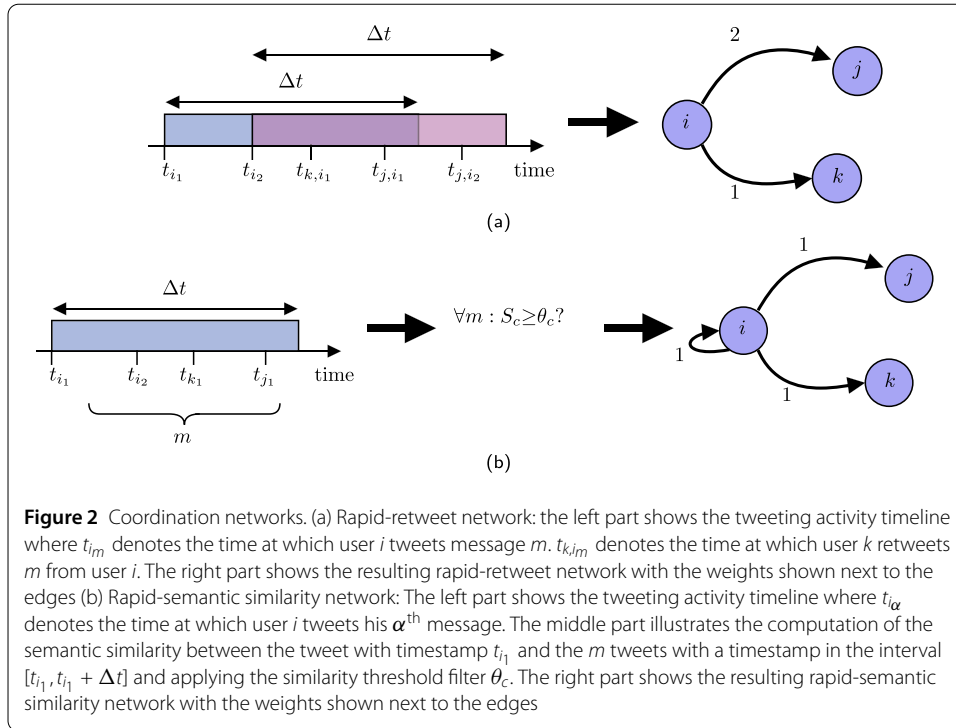 Δt
2
j
Δt
i
t_{i_1} t_{i_2} t_{k,i_1} t_{j,i_1} t_{j,i_2} time
k
1
(a)
1
j
Δt
∀m : S_c≥θ_c?
i
1
t_{i_1} t_{i_2} t_{k_1} t_{j_1} time
k
1
m
(b)
Figure 2 Coordination networks. (a) Rapid-retweet network: the left part shows the tweeting activity timeline
where t_{i_m} denotes the time at which user i tweets message m. t_{k,i_m} denotes the time at which user k retweets
m from user i. The right part shows the resulting rapid-retweet network with the weights shown next to the
edges (b) Rapid-semantic similarity network: The left part shows the tweeting activity timeline where t_{i_α}
denotes the time at which user i tweets his α^{th} message. The middle part illustrates the computation of the
semantic similarity between the tweet with timestamp t_{i_1} and the m tweets with a timestamp in the interval
[t_{i_1}, t_{i_1} + Δt] and applying the similarity threshold filter θ_c. The right part shows the resulting rapid-semantic
similarity network with the weights shown next to the edges